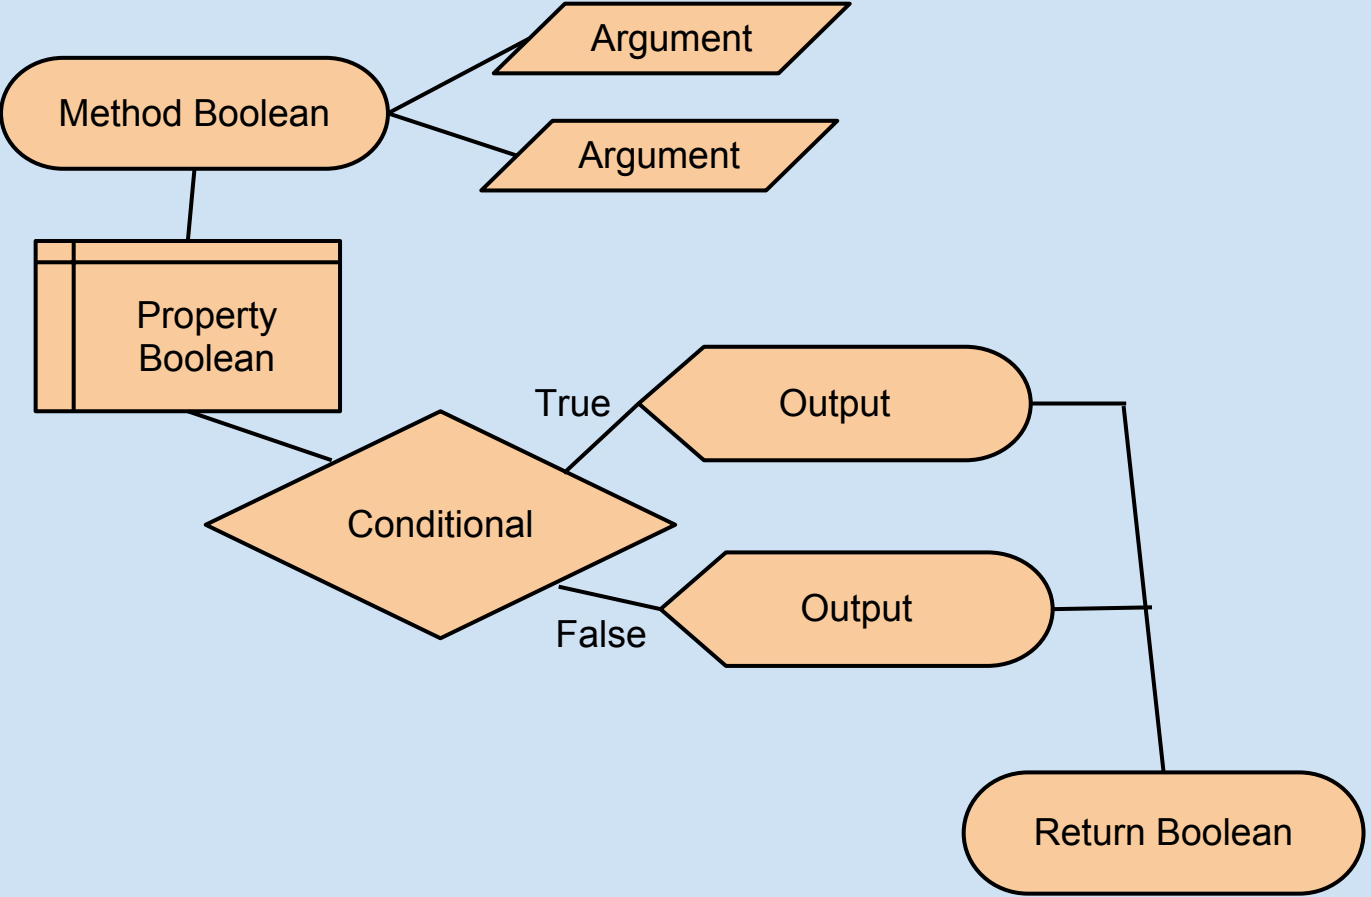 Argument
Method Boolean
Argument
Property
Boolean
True
Output
Conditional
Output
False
Return Boolean